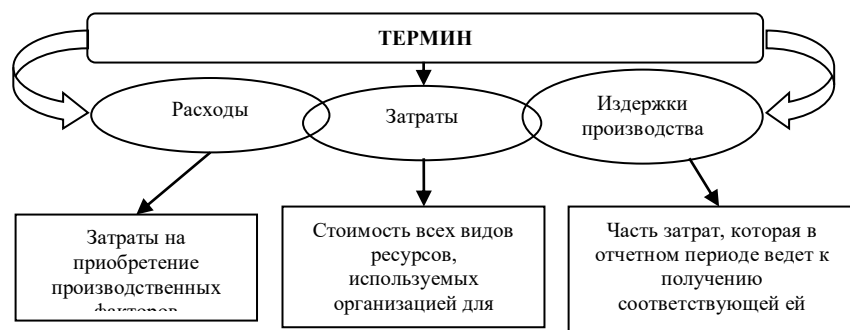 ТЕРМИН
Расходы
Затраты
Издержки
производства
Затраты на
приобретение
производственных
факторов
Стоимость всех видов
ресурсов,
используемых
организацией для
Часть затрат, которая в
отчетном периоде ведет к
получению
соответствующей ей